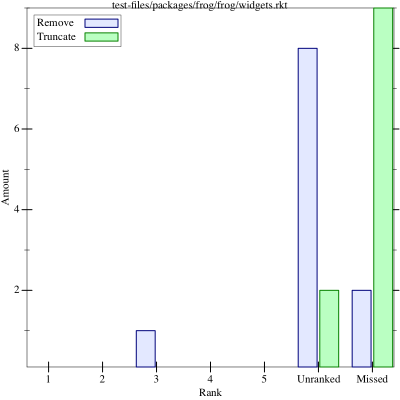 test-files/packages/frog/frog/widgets.rkt
Remove
Truncate
8
6
4
2
Amount
1 2 3 4 5 Unranked Missed
Rank